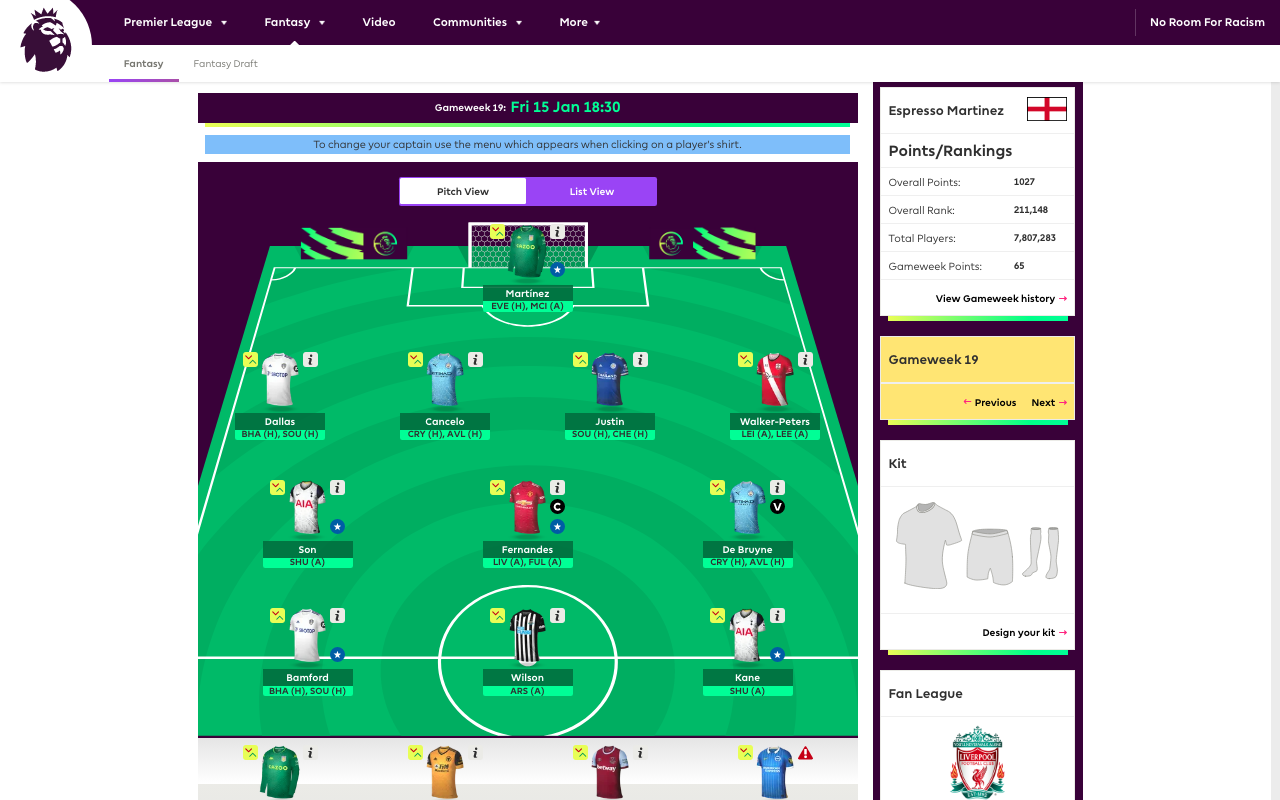 Premier League Fantasy Video Communities More No Room For Racism
Fantasy Fantasy Draft
Gameweek 19: Fri 15 Jan 18:30
To change your captain use the menu which appears when clicking on a player's shirt.
Pitch View List View
Martínez
EVE (H), MCI (A)
Dallas Cancelo Justin Walker-Peters
BHA (H), SOU (H) CRY (H), AVL (H) SOU (H), CHE (H) LEI (A), LEE (A)
AIA
C
V
Son Fernandes De Bruyne
SHU (A) LIV (A), FUL (A) CRY (H), AVL (H)
AIA
Bamford Wilson Kane
BHA (H), SOU (H) ARS (A) SHU (A)
Espresso Martinez
Points/Rankings
Overall Points: 1027
Overall Rank: 211,148
Total Players: 7,807,283
Gameweek Points: 65
View Gameweek history →
Gameweek 19
← Previous Next →
Kit
Design your kit →
Fan League
LIVERPOOL
FOOTBALL CLUB